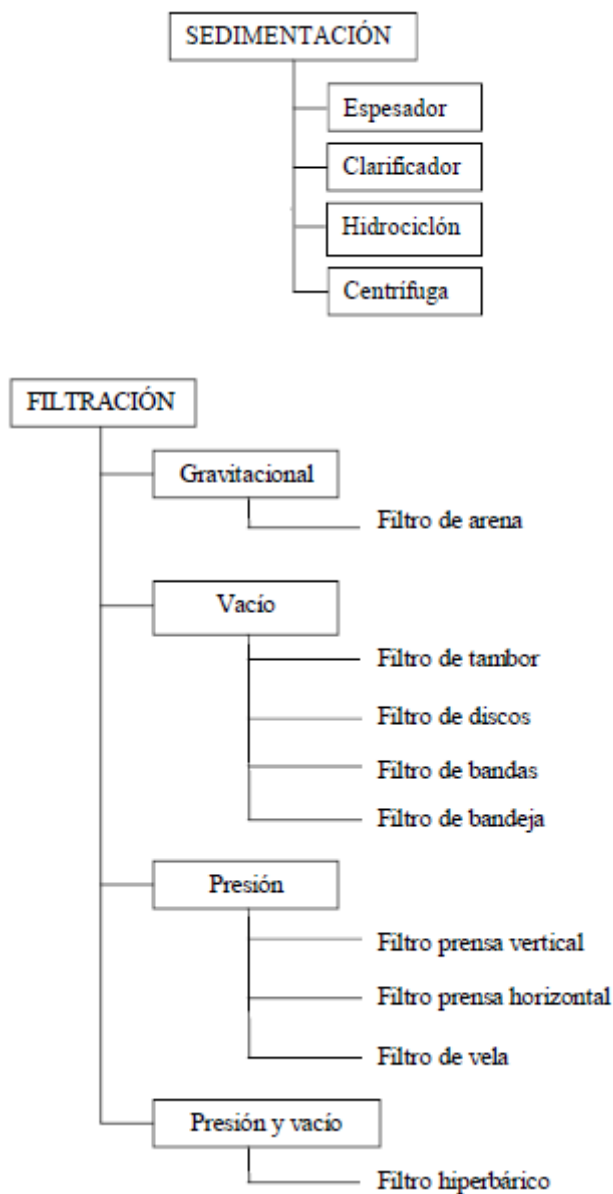 SEDIMENTACIÓN
Espesador
Clarificador
Hidrociclón
Centrífuga
FILTRACIÓN
Gravitacional
Filtro de arena
Vacío
Filtro de tambor
Filtro de discos
Filtro de bandas
Filtro de bandeja
Presión
Filtro prensa vertical
Filtro prensa horizontal
Filtro de vela
Presión y vacío
Filtro hiperbárico